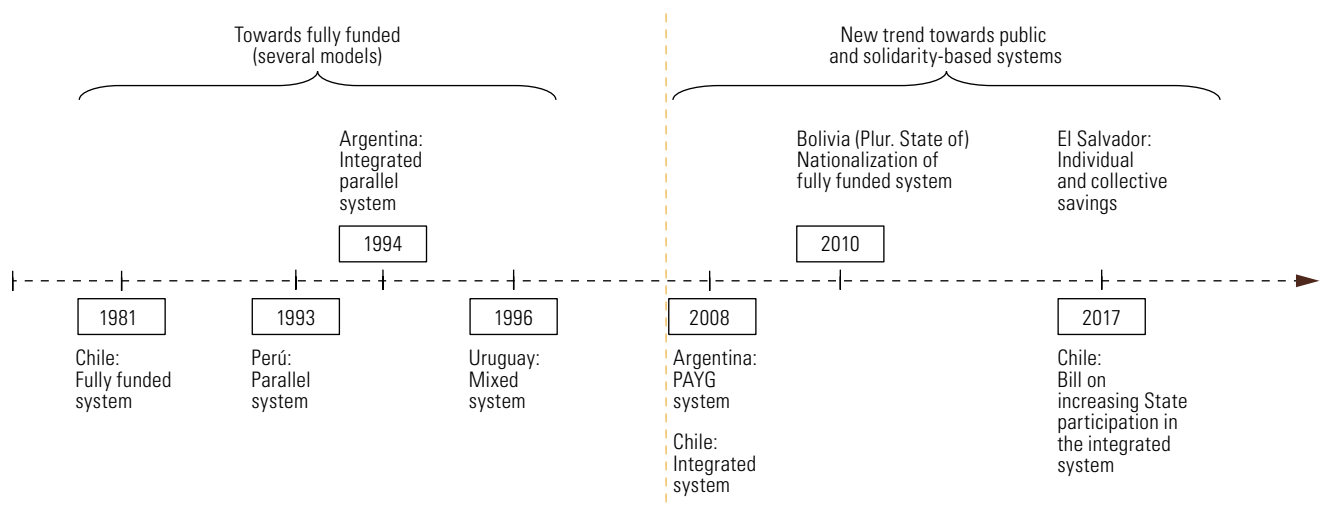 Towards fully funded
(several models)
New trend towards public
and solidarity-based systems
Argentina:
Integrated
parallel
system
Bolivia (Plur. State of)
Nationalization of
fully funded system
El Salvador:
Individual
and collective
savings
1994
2010
1981
1993
1996
2008
2017
Chile:
Fully funded
system
Perú:
Parallel
system
Uruguay:
Mixed
system
Argentina:
PAYG
system
Chile:
Integrated
system
Chile:
Bill on
increasing State
participation in
the integrated
system